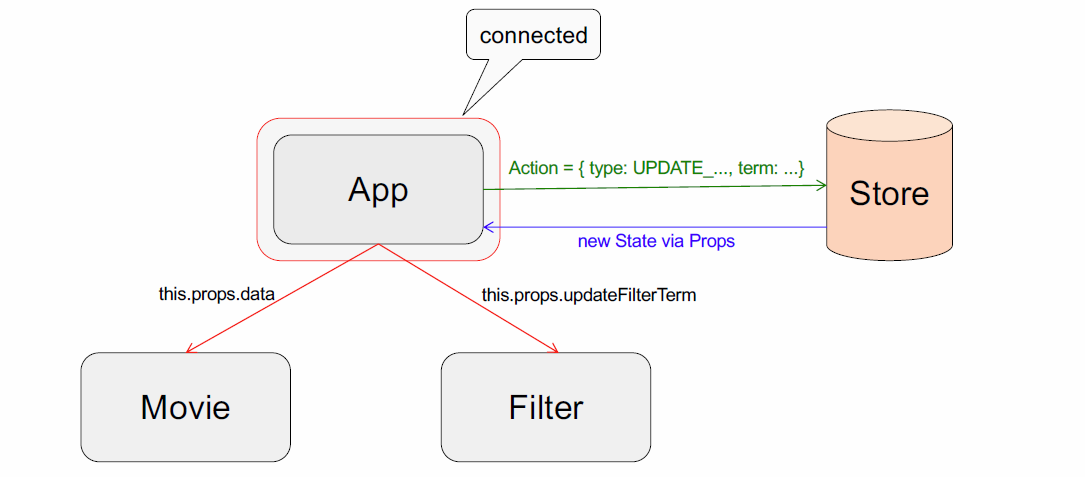 connected
App
Action = { type: UPDATE_..., term: ...}
Store
new State via Props
this.props.data
this.props.updateFilterTerm
Movie
Filter